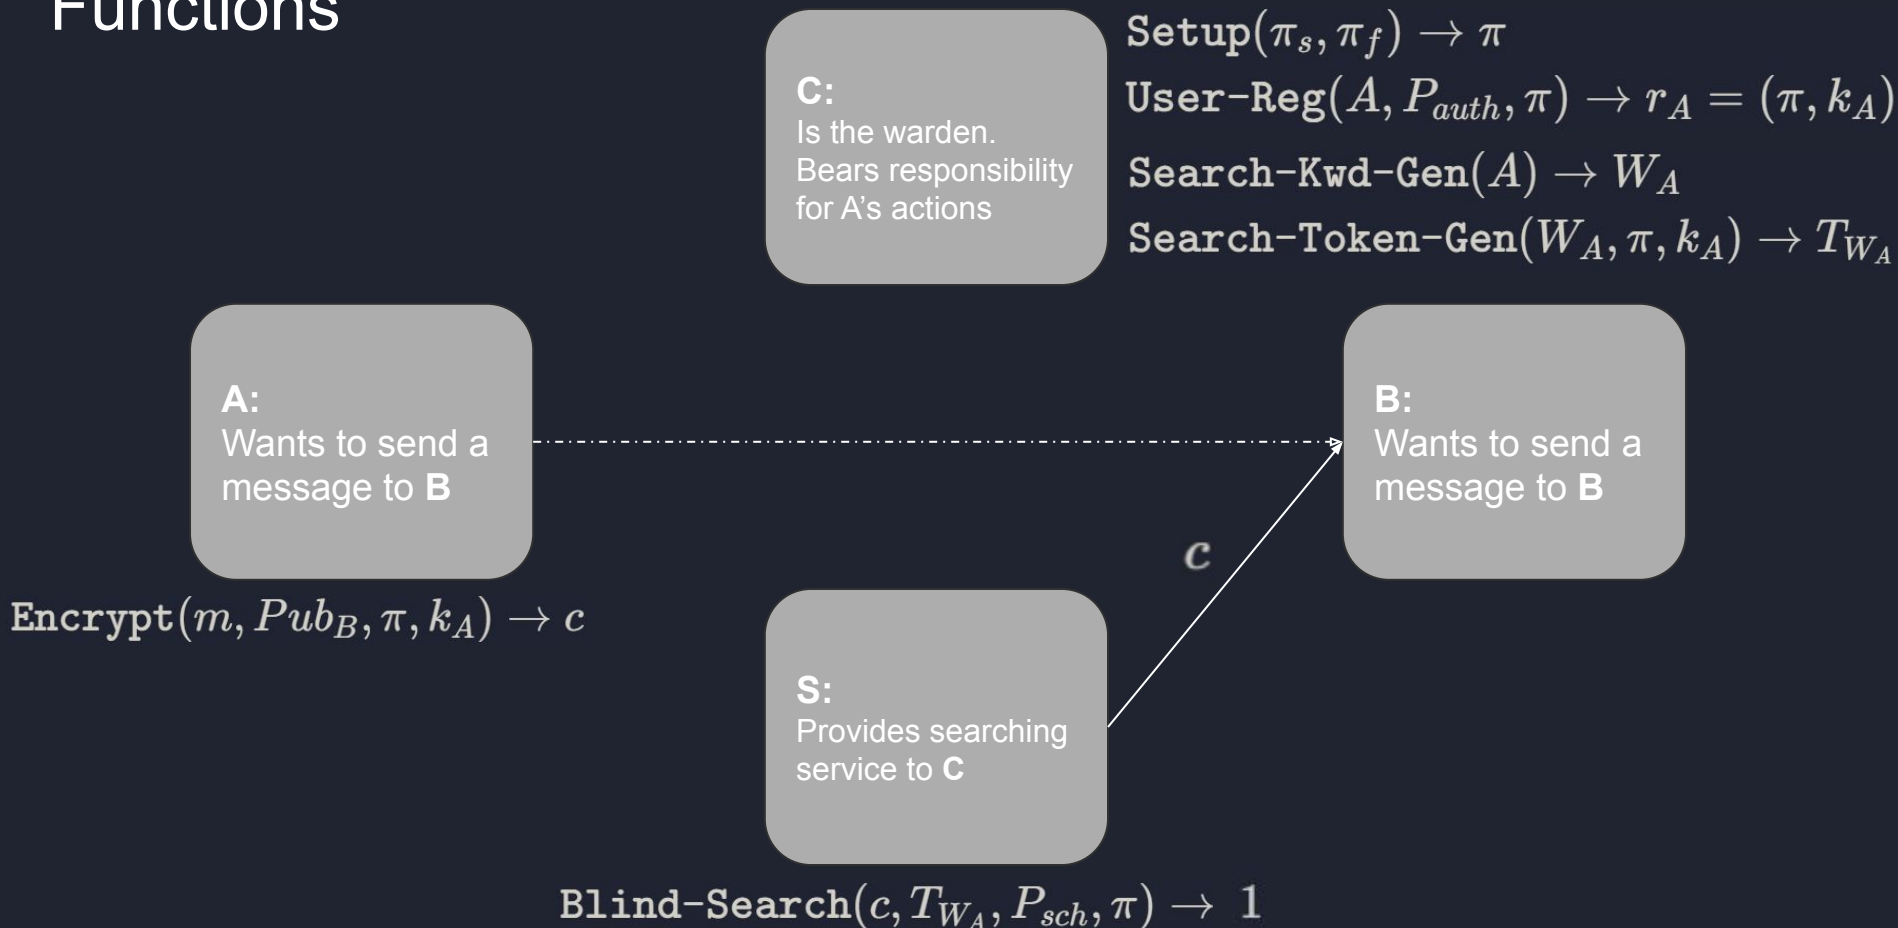 Functions
C:
Is the warden.
Bears responsibility
for A's actions
Setup(π_s, π_f) → π
User-Reg(A, P_auth, π) → r_A = (π, k_A)
Search-Kwd-Gen(A) → W_A
Search-Token-Gen(W_A, π, k_A) → T_{W_A}
A:
Wants to send a
message to B
B:
Wants to send a
message to B
Encrypt(m, Pub_B, π, k_A) → c
c
S:
Provides searching
service to C
Blind-Search(c, T_{W_A}, P_sch, π) → 1